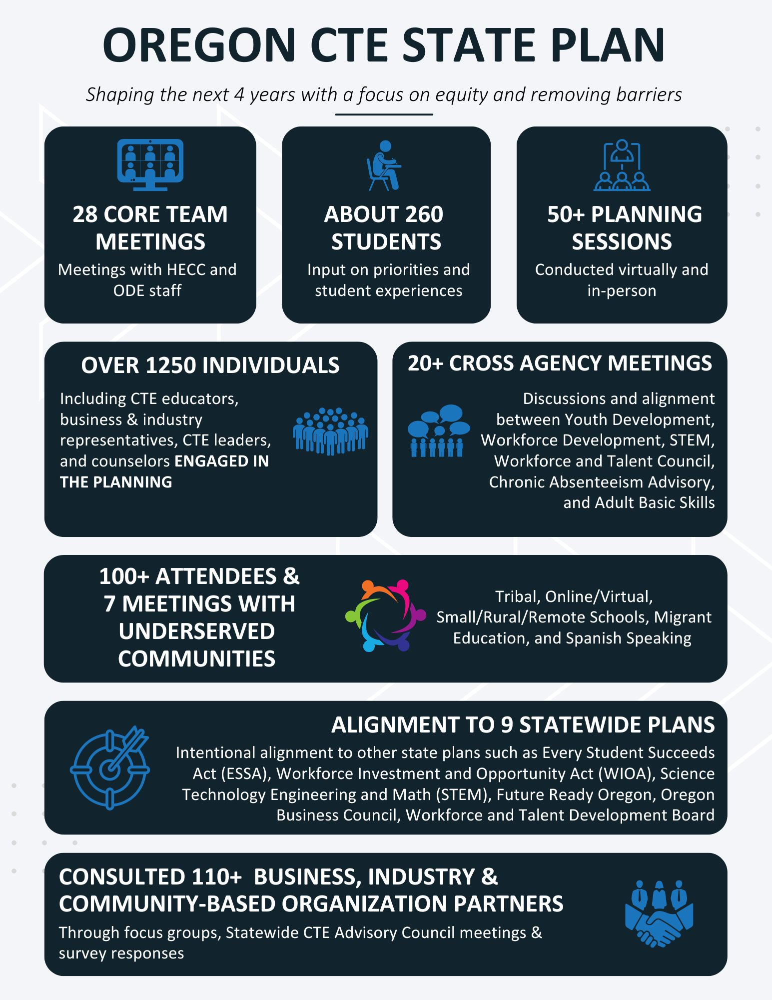 OREGON CTE STATE PLAN
Shaping the next 4 years with a focus on equity and removing barriers
28 CORE TEAM
MEETINGS
Meetings with HECC and
ODE staff
ABOUT 260
STUDENTS
Input on priorities and
student experiences
50+ PLANNING
SESSIONS
Conducted virtually and
in-person
OVER 1250 INDIVIDUALS
Including CTE educators,
business & industry
representatives, CTE leaders,
and counselors ENGAGED IN
THE PLANNING
20+ CROSS AGENCY MEETINGS
Discussions and alignment
between Youth Development,
Workforce Development, STEM,
Workforce and Talent Council,
Chronic Absenteeism Advisory,
and Adult Basic Skills
100+ ATTENDEES &
7 MEETINGS WITH
UNDERSERVED
COMMUNITIES
Tribal, Online/Virtual,
Small/Rural/Remote Schools, Migrant
Education, and Spanish Speaking
ALIGNMENT TO 9 STATEWIDE PLANS
Intentional alignment to other state plans such as Every Student Succeeds
Act (ESSA), Workforce Investment and Opportunity Act (WIOA), Science
Technology Engineering and Math (STEM), Future Ready Oregon, Oregon
Business Council, Workforce and Talent Development Board
CONSULTED 110+  BUSINESS, INDUSTRY &
COMMUNITY-BASED ORGANIZATION PARTNERS
Through focus groups, Statewide CTE Advisory Council meetings &
survey responses